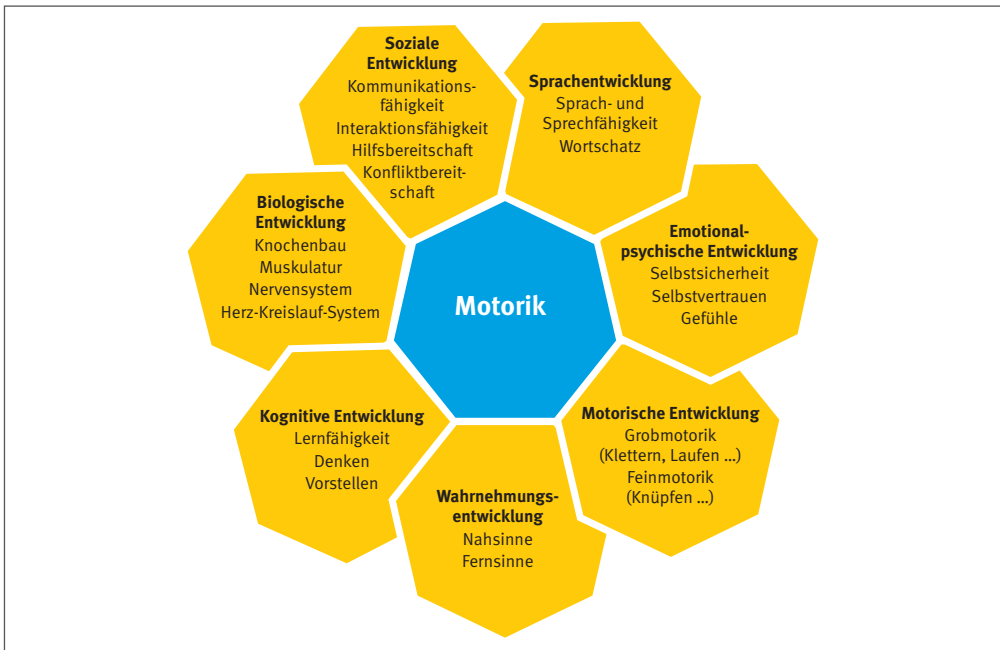 Soziale
Entwicklung
Kommunikations-
fähigkeit
Interaktionsfähigkeit
Hilfsbereitschaft
Konfliktbereit-
schaft
Sprachentwicklung
Sprach- und
Sprechfähigkeit
Wortschatz
Biologische
Entwicklung
Knochenbau
Muskulatur
Nervensystem
Herz-Kreislauf-System
Motorik
Emotional-
psychische Entwicklung
Selbstsicherheit
Selbstvertrauen
Gefühle
Kognitive Entwicklung
Lernfähigkeit
Denken
Vorstellen
Wahrnehmungs-
entwicklung
Nahsinne
Fernsinne
Motorische Entwicklung
Grobmotorik
(Klettern, Laufen ...)
Feinmotorik
(Knüpfen ...)